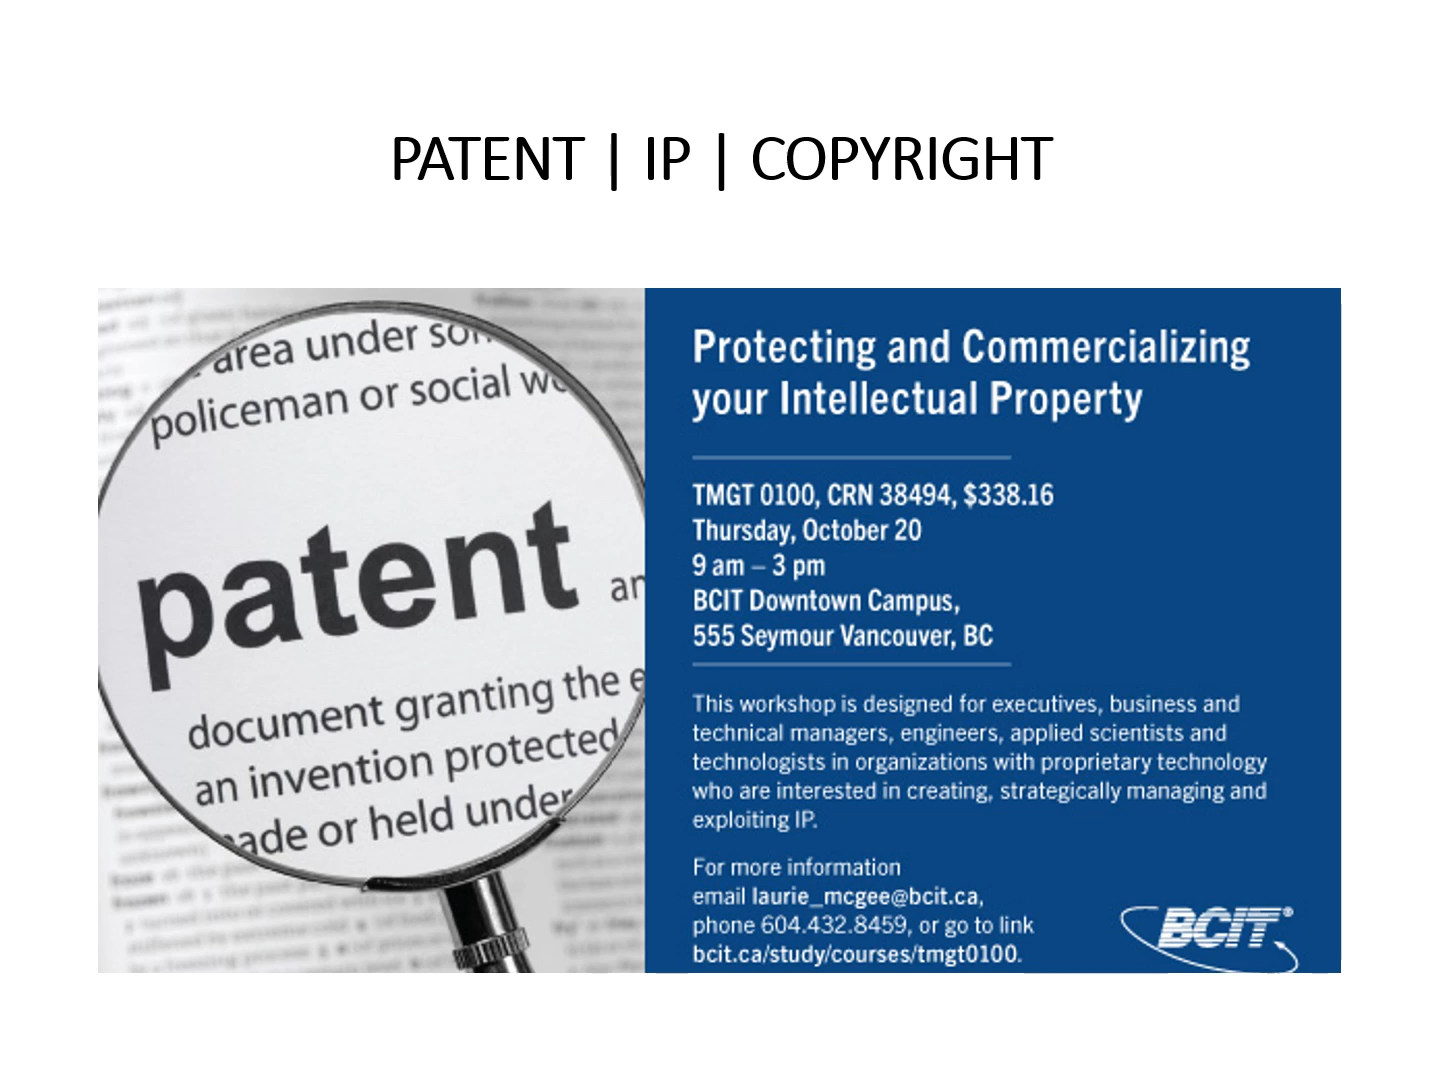 PATENT | IP | COPYRIGHT
area under
policeman or social
patent
document granting the
an invention protected
or held under
Protecting and Commercializing
your Intellectual Property
TMGT 0100, CRN 38494, $338.16
Thursday, October 20
9 am – 3 pm
BCIT Downtown Campus,
555 Seymour Vancouver, BC
This workshop is designed for executives, business and
technical managers, engineers, applied scientists and
technologists in organizations with proprietary technology
who are interested in creating, strategically managing and
exploiting IP.
For more information
email laurie_mcgee@bcit.ca,
phone 604.432.8459, or go to link
bcit.ca/study/courses/tmgt0100.
BCIT®